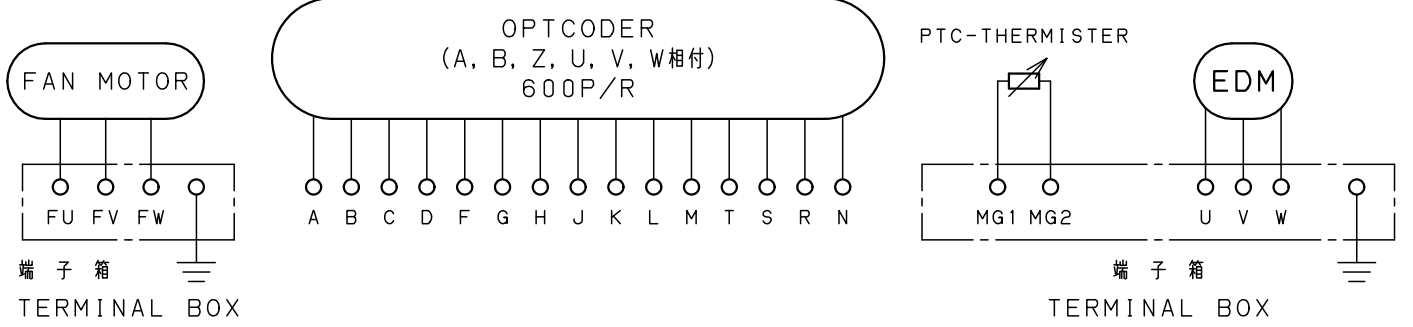 FAN MOTOR
FU FV FW
端子箱
TERMINAL BOX
OPTCODER
(A, B, Z, U, V, W相付)
600P/R
A B C D F G H J K L M T S R N
PTC-THERMISTER
EDM
MG1 MG2 U V W
端子箱
TERMINAL BOX